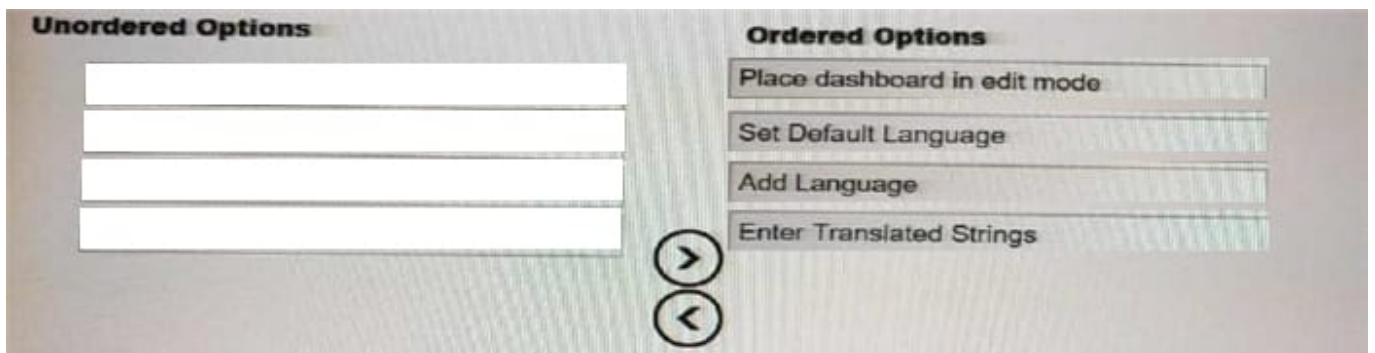 Unordered Options
Ordered Options
Place dashboard in edit mode
Set Default Language
Add Language
Enter Translated Strings